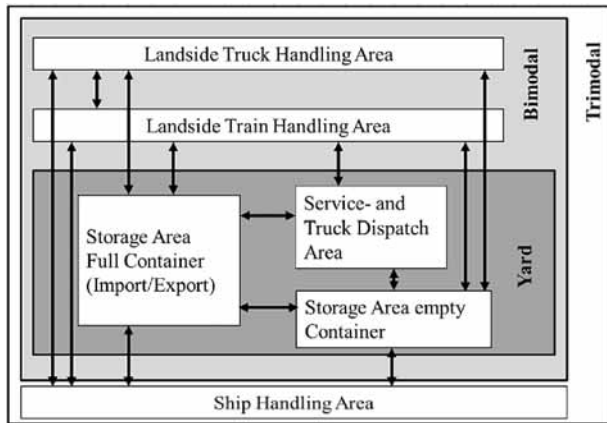 Landside Truck Handling Area
Landside Train Handling Area
Bimodal
Trimodal
Storage Area
Full Container
(Import/Export)
Service- and
Truck Dispatch
Area
Yard
Storage Area empty
Container
Ship Handling Area